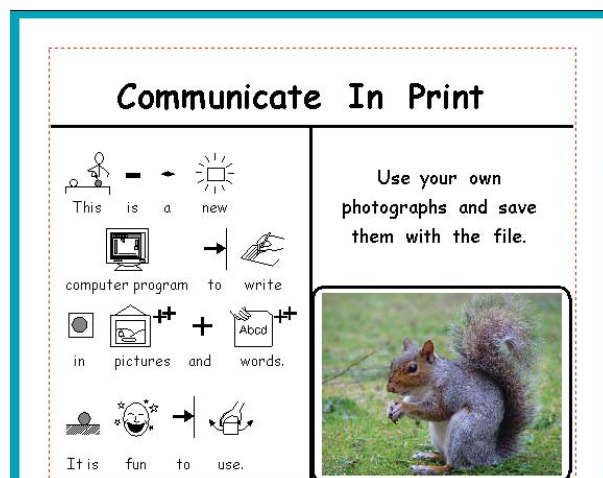 Communicate In Print
This is a new
computer program to write
Abcd
in pictures and words.
It is fun to use.
Use your own
photographs and save
them with the file.